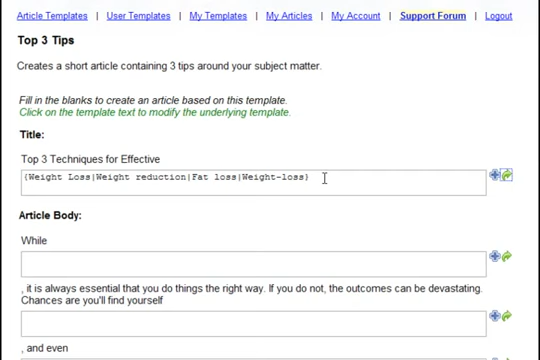 Article Templates | User Templates | My Templates | My Articles | My Account | Support Forum | Logout
Top 3 Tips
Creates a short article containing 3 tips around your subject matter.
Fill in the blanks to create an article based on this template.
Click on the template text to modify the underlying template.
Title:
Top 3 Techniques for Effective
{Weight Loss|Weight reduction|Fat loss|Weight-loss}
Article Body:
While
, it is always essential that you do things the right way. If you do not, the outcomes can be devastating.
Chances are you'll find yourself
, and even